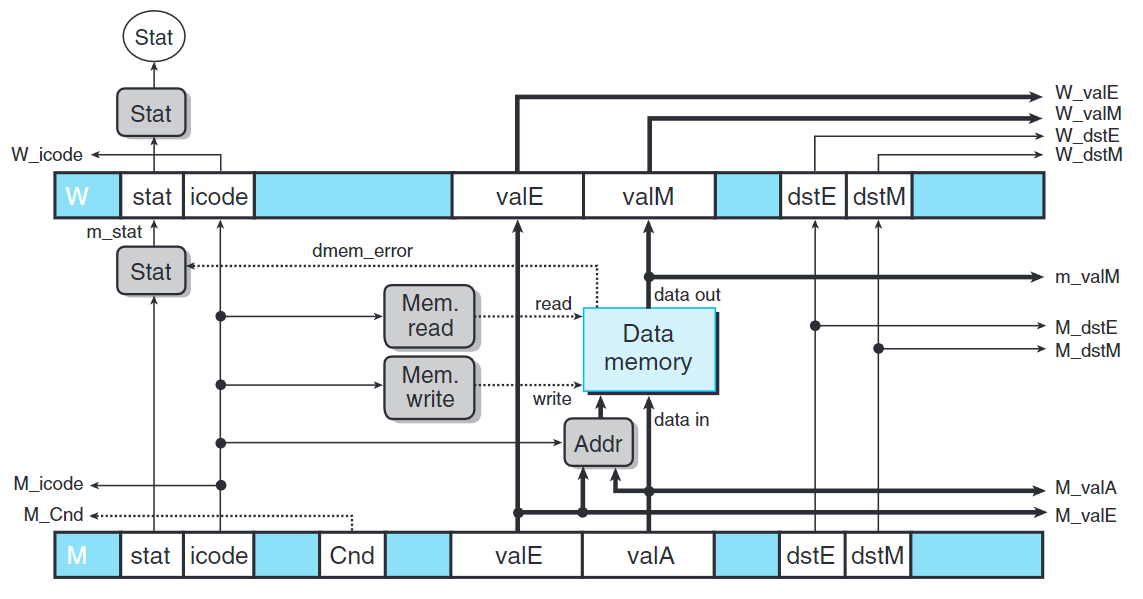 Stat
Stat
W_valE
W_valM
W_dstE
W_dstM
W_icode
W stat icode valE valM dstE dstM
m_stat
Stat
dmem_error
m_valM
data out
Mem.
read
read
Data
memory
M_dstE
M_dstM
Mem.
write
write
data in
Addr
M_icode
M_valA
M_Cnd
M_valE
M stat icode Cnd valE valA dstE dstM